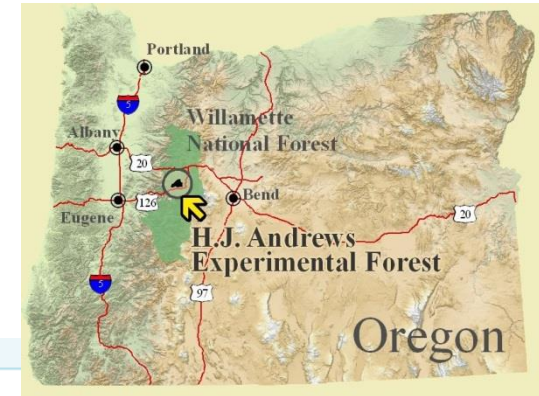 Portland
5
Willamette
National Forest
Albany
20
126
Bend
Eugene
20
H.J. Andrews
Experimental Forest
5
97
Oregon